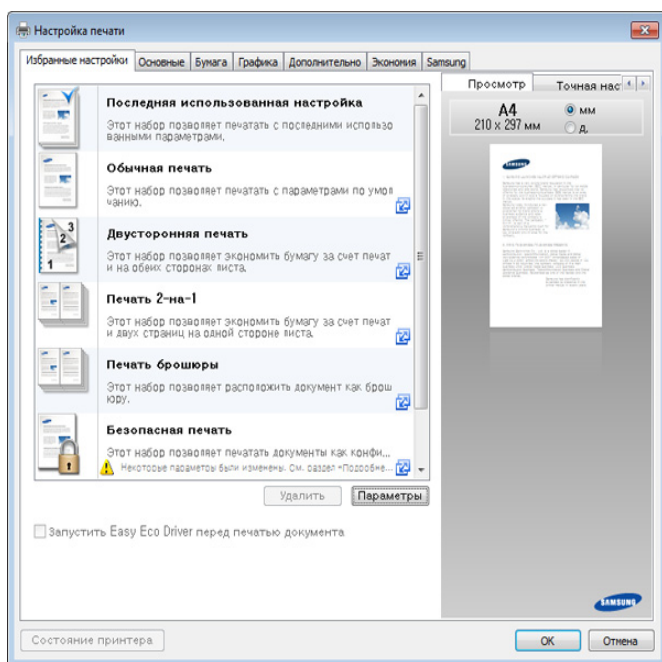 Настройка печати
Избранные настройки Основные Бумага Графика Дополнительно Экономия Samsung
Последняя использованная настройка
Этот набор позволяет печатать с последними использо
ванными параметрами.
Обычная печать
Этот набор позволяет печатать с параметрами по умол
чанию.
3
2
1
Двусторонняя печать
Этот набор позволяет экономить бумагу за счет печат
и на обеих сторонах листа.
Печать 2-на-1
Этот набор позволяет экономить бумагу за счет печат
и двух страниц на одной стороне листа.
Печать брошюры
Этот набор позволяет расположить документ как брош
юру.
Безопасная печать
Этот набор позволяет печатать документы как конфи...
Некоторые параметры были изменены. См. раздел "Подробне...
Удалить Параметры
Запустить Easy Eco Driver перед печатью документа
Просмотр Точная нас
A4
210 x 297 мм
мм
д.
SAMSUNG
Состояние принтера
OK Отмена